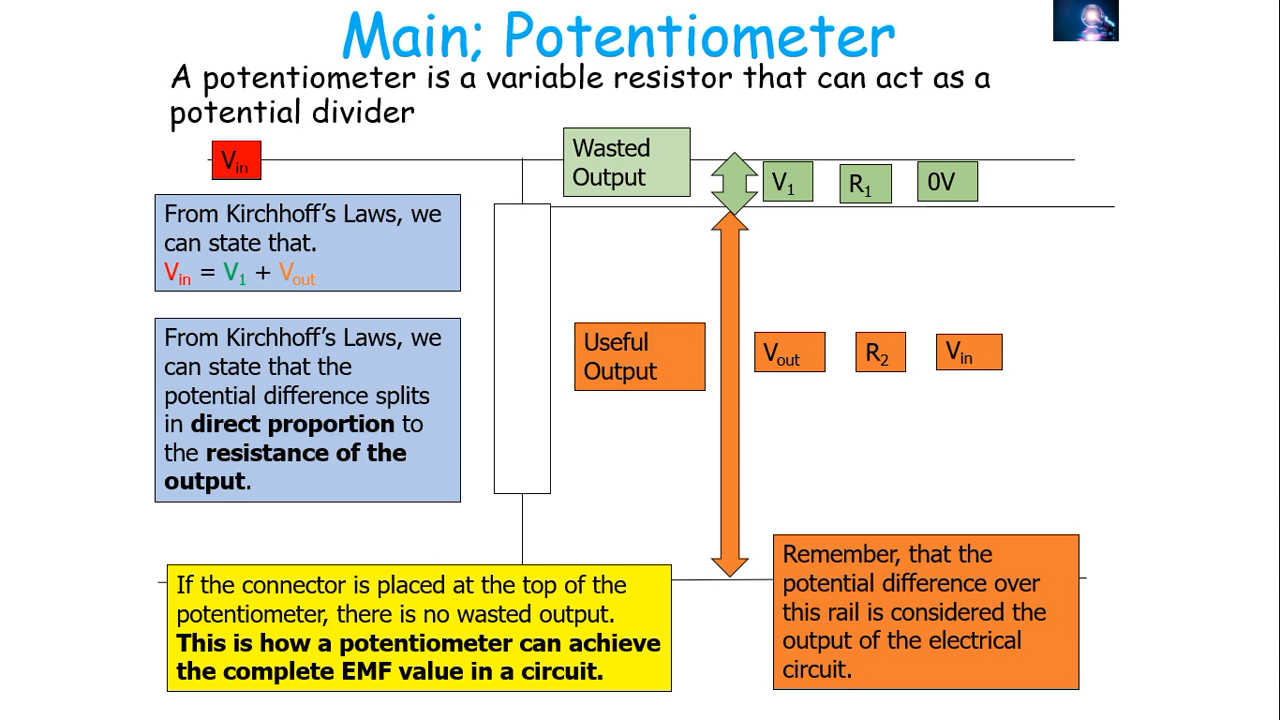 Main; Potentiometer
A potentiometer is a variable resistor that can act as a
potential divider
Vin
Wasted
Output
V1
R1
0V
From Kirchhoff's Laws, we
can state that.
Vin = V1 + Vout
From Kirchhoff's Laws, we
can state that the
potential difference splits
in direct proportion to
the resistance of the
output.
Useful
Output
Vout
R2
Vin
If the connector is placed at the top of the
potentiometer, there is no wasted output.
This is how a potentiometer can achieve
the complete EMF value in a circuit.
Remember, that the
potential difference over
this rail is considered the
output of the electrical
circuit.